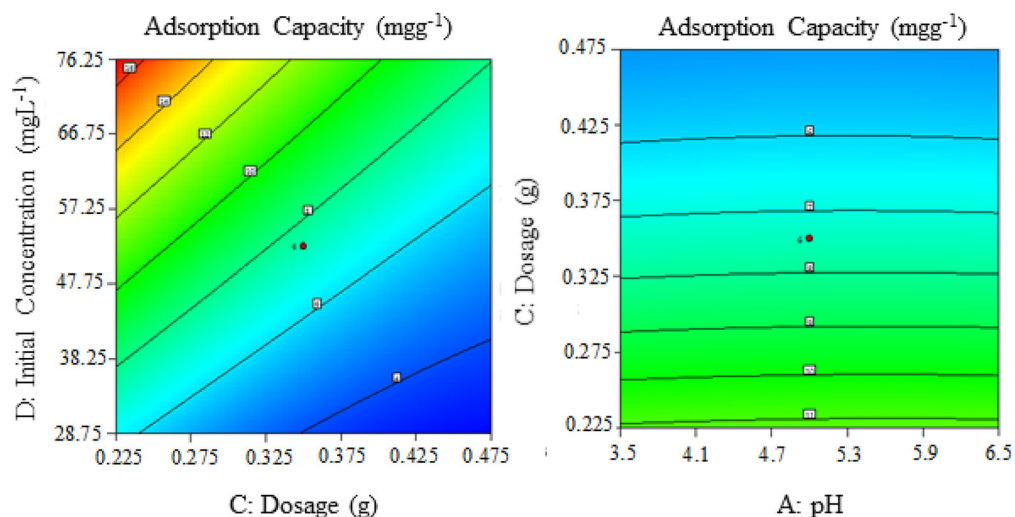 Adsorption Capacity (mgg-1)
76.25
66.75
57.25
47.75
38.25
28.75
D: Initial Concentration (mgL-1)
0.225 0.275 0.325 0.375 0.425 0.475
C: Dosage (g)
Adsorption Capacity (mgg-1)
0.475
0.425
0.375
0.325
0.275
0.225
C: Dosage (g)
3.5 4.1 4.7 5.3 5.9 6.5
A: pH